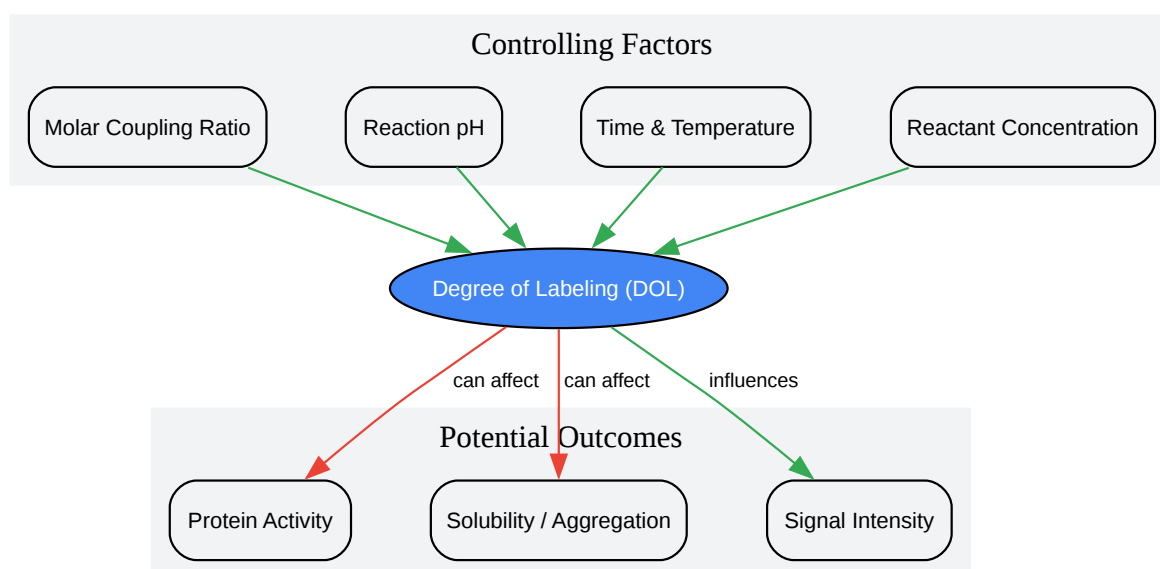 Controlling Factors
Molar Coupling Ratio
Reaction pH
Time & Temperature
Reactant Concentration
Degree of Labeling (DOL)
can affect
can affect
influences
Potential Outcomes
Protein Activity
Solubility / Aggregation
Signal Intensity